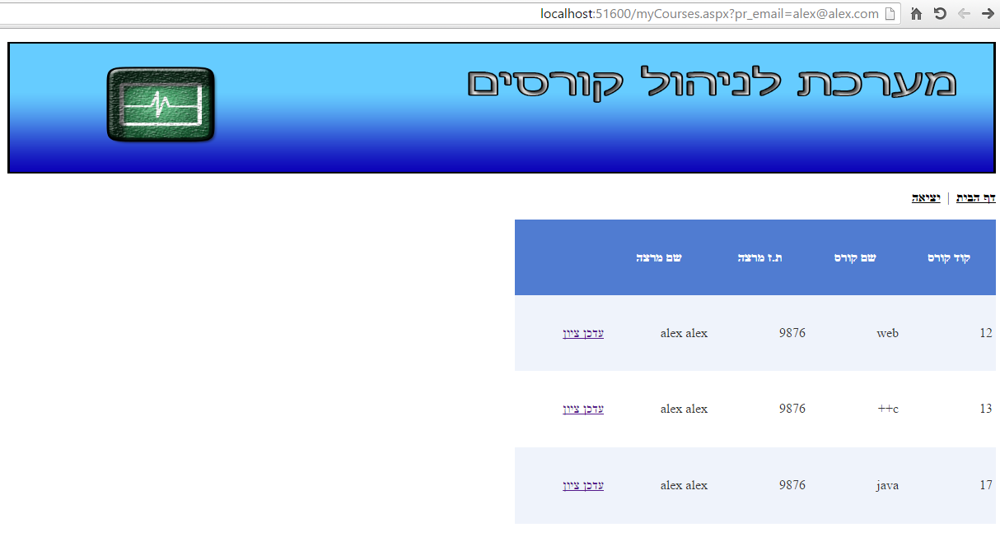 localhost:51600/myCourses.aspx?pr_email=alex@alex.com
מערכת לניהול קורסים
דף הבית | יציאה
קוד קורס שם קורס ת.ז מרצה שם מרצה
12 web 9876 alex alex עדכן ציון
13 ++c 9876 alex alex עדכן ציון
17 java 9876 alex alex עדכן ציון